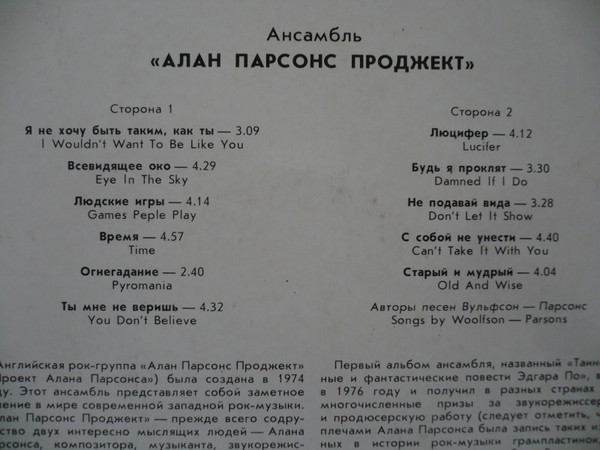 Ансамбль
«АЛАН ПАРСОНС ПРОДЖЕКТ»
Сторона 1
Я не хочу быть таким, как ты — 3.09
I Wouldn't Want To Be Like You
Всевидящее око — 4.29
Eye In The Sky
Людские игры — 4.14
Games Peple Play
Время — 4.57
Time
Огнегадание — 2.40
Pyromania
Ты мне не веришь — 4.32
You Don't Believe
Сторона 2
Люцифер — 4.12
Lucifer
Будь я проклят — 3.30
Damned If I Do
Не подавай вида — 3.28
Don't Let It Show
С собой не унести — 4.40
Can't Take It With You
Старый и мудрый — 4.04
Old And Wise
Авторы песен Вульфсон — Парсонс
Songs by Woolfson — Parsons
Английская рок-группа «Алан Парсонс Проджект»
Проект Алана Парсонса») была создана в 1974
ду. Этот ансамбль представляет собой заметное
ение в мире современной западной рок-музыки.
лан Парсонс Проджект» — прежде всего содру-
ство двух интересно мыслящих людей — Алана
рсонса, композитора, музыканта, звукорежис-
Первый альбом ансамбля, названный «Таин-
ные и фантастические повести Эдгара По», в
в 1976 году и получил в разных странах
многочисленные призы за звукорежиссер
и продюсерскую работу (следует отметить, ч
плечами Алана Парсонса была запись таких из
ных в истории рок-музыки грампластинок,